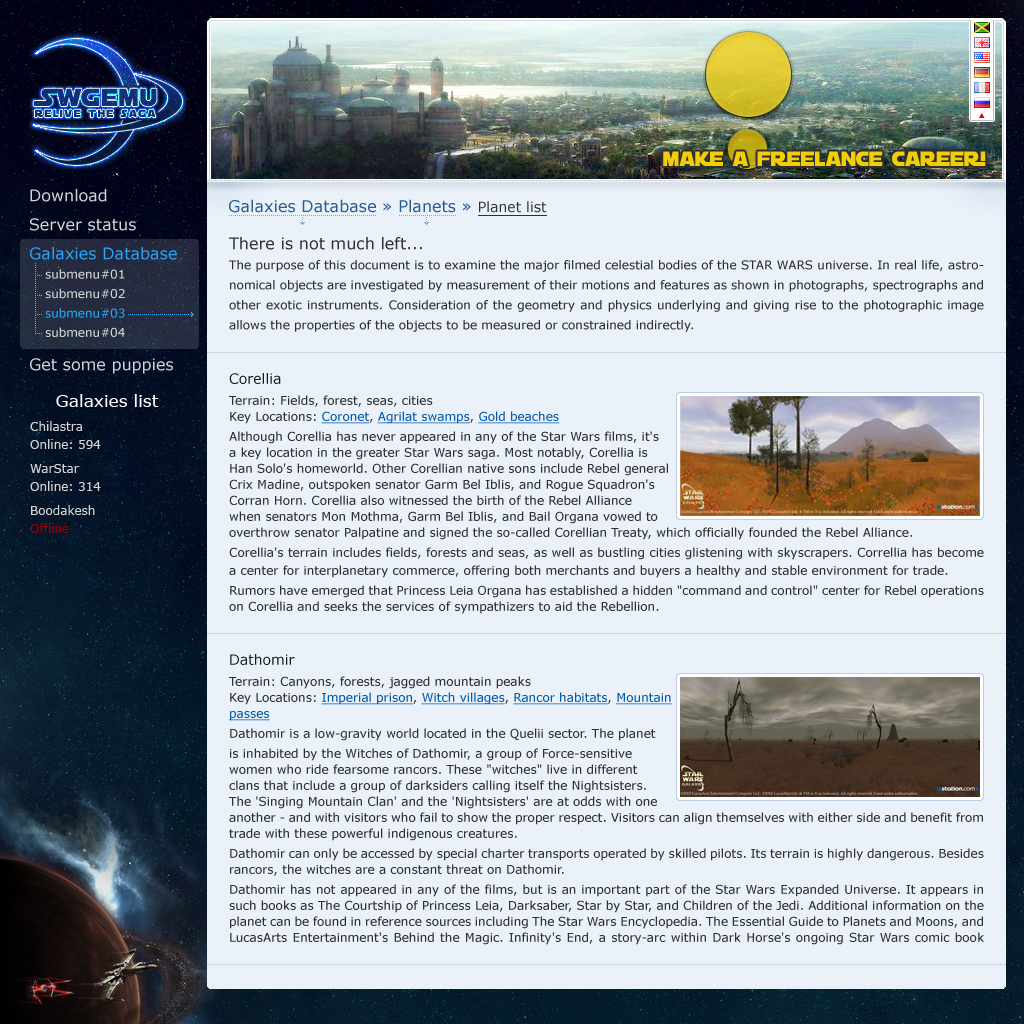 SWGEMU
RELIVE THE SAGA
MAKE A FREELANCE CAREER!
Download
Server status
Galaxies Database
submenu#01
submenu#02
submenu#03
submenu#04
Get some puppies
Galaxies list
Chilastra
Online: 594
WarStar
Online: 314
Boodakesh
Offline
Galaxies Database » Planets » Planet list
There is not much left...
The purpose of this document is to examine the major filmed celestial bodies of the STAR WARS universe. In real life, astro-
nomical objects are investigated by measurement of their motions and features as shown in photographs, spectrographs and
other exotic instruments. Consideration of the geometry and physics underlying and giving rise to the photographic image
allows the properties of the objects to be measured or constrained indirectly.
Corellia
Terrain: Fields, forest, seas, cities
Key Locations: Coronet, Agrilat swamps, Gold beaches
Although Corellia has never appeared in any of the Star Wars films, it's
a key location in the greater Star Wars saga. Most notably, Corellia is
Han Solo's homeworld. Other Corellian native sons include Rebel general
Crix Madine, outspoken senator Garm Bel Iblis, and Rogue Squadron's
Corran Horn. Corellia also witnessed the birth of the Rebel Alliance
when senators Mon Mothma, Garm Bel Iblis, and Bail Organa vowed to
overthrow senator Palpatine and signed the so-called Corellian Treaty, which officially founded the Rebel Alliance.
STAR
WARS
station.com
Corellia's terrain includes fields, forests and seas, as well as bustling cities glistening with skyscrapers. Correllia has become
a center for interplanetary commerce, offering both merchants and buyers a healthy and stable environment for trade.
Rumors have emerged that Princess Leia Organa has established a hidden "command and control" center for Rebel operations
on Corellia and seeks the services of sympathizers to aid the Rebellion.
Dathomir
Terrain: Canyons, forests, jagged mountain peaks
Key Locations: Imperial prison, Witch villages, Rancor habitats, Mountain
passes
Dathomir is a low-gravity world located in the Quelii sector. The planet
is inhabited by the Witches of Dathomir, a group of Force-sensitive
women who ride fearsome rancors. These "witches" live in different
clans that include a group of darksiders calling itself the Nightsisters.
The 'Singing Mountain Clan' and the 'Nightsisters' are at odds with one
another - and with visitors who fail to show the proper respect. Visitors can align themselves with either side and benefit from
trade with these powerful indigenous creatures.
STAR
WARS
station.com
Dathomir can only be accessed by special charter transports operated by skilled pilots. Its terrain is highly dangerous. Besides
rancors, the witches are a constant threat on Dathomir.
Dathomir has not appeared in any of the films, but is an important part of the Star Wars Expanded Universe. It appears in
such books as The Courtship of Princess Leia, Darksaber, Star by Star, and Children of the Jedi. Additional information on the
planet can be found in reference sources including The Star Wars Encyclopedia. The Essential Guide to Planets and Moons, and
LucasArts Entertainment's Behind the Magic. Infinity's End, a story-arc within Dark Horse's ongoing Star Wars comic book